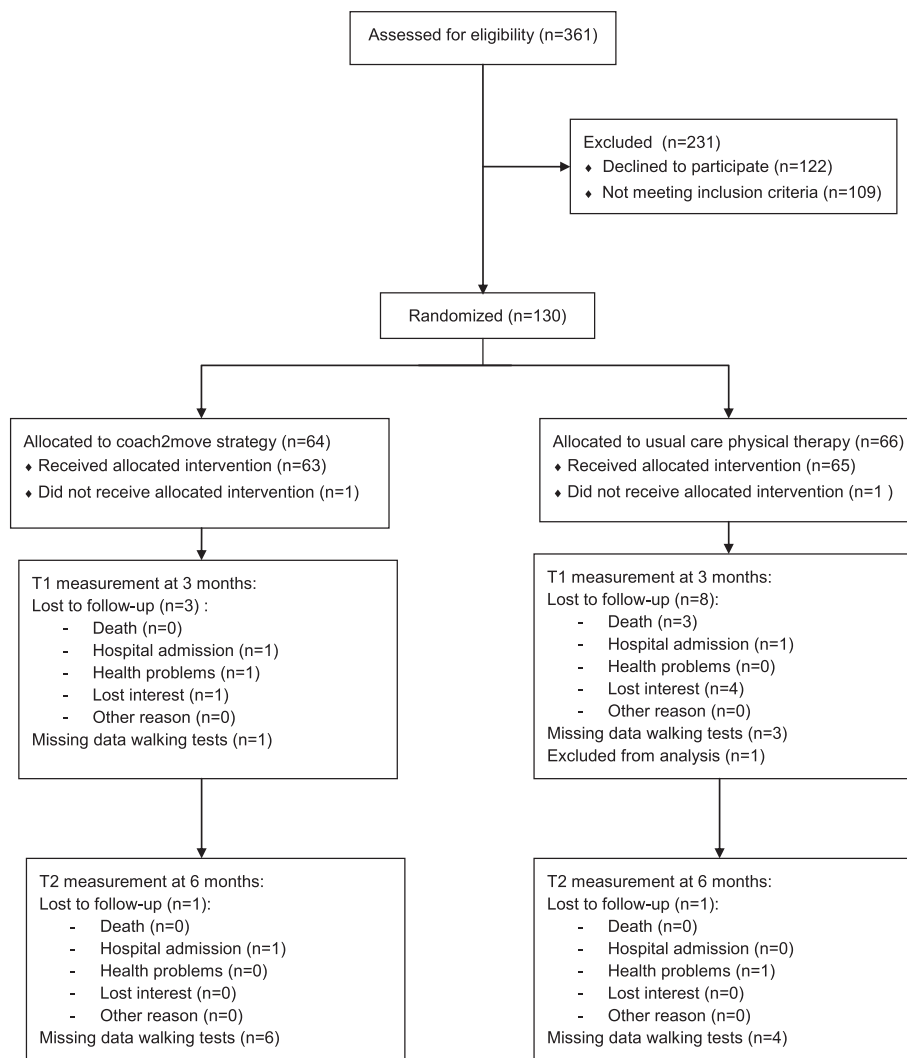 Assessed for eligibility (n=361)
Excluded (n=231)
♦ Declined to participate (n=122)
♦ Not meeting inclusion criteria (n=109)
Randomized (n=130)
Allocated to coach2move strategy (n=64)
♦ Received allocated intervention (n=63)
♦ Did not receive allocated intervention (n=1)
Allocated to usual care physical therapy (n=66)
♦ Received allocated intervention (n=65)
♦ Did not receive allocated intervention (n=1 )
T1 measurement at 3 months:
Lost to follow-up (n=3) :
- Death (n=0)
- Hospital admission (n=1)
- Health problems (n=1)
- Lost interest (n=1)
- Other reason (n=0)
Missing data walking tests (n=1)
T1 measurement at 3 months:
Lost to follow-up (n=8):
- Death (n=3)
- Hospital admission (n=1)
- Health problems (n=0)
- Lost interest (n=4)
- Other reason (n=0)
Missing data walking tests (n=3)
Excluded from analysis (n=1)
T2 measurement at 6 months:
Lost to follow-up (n=1):
- Death (n=0)
- Hospital admission (n=1)
- Health problems (n=0)
- Lost interest (n=0)
- Other reason (n=0)
Missing data walking tests (n=6)
T2 measurement at 6 months:
Lost to follow-up (n=1):
- Death (n=0)
- Hospital admission (n=0)
- Health problems (n=1)
- Lost interest (n=0)
- Other reason (n=0)
Missing data walking tests (n=4)